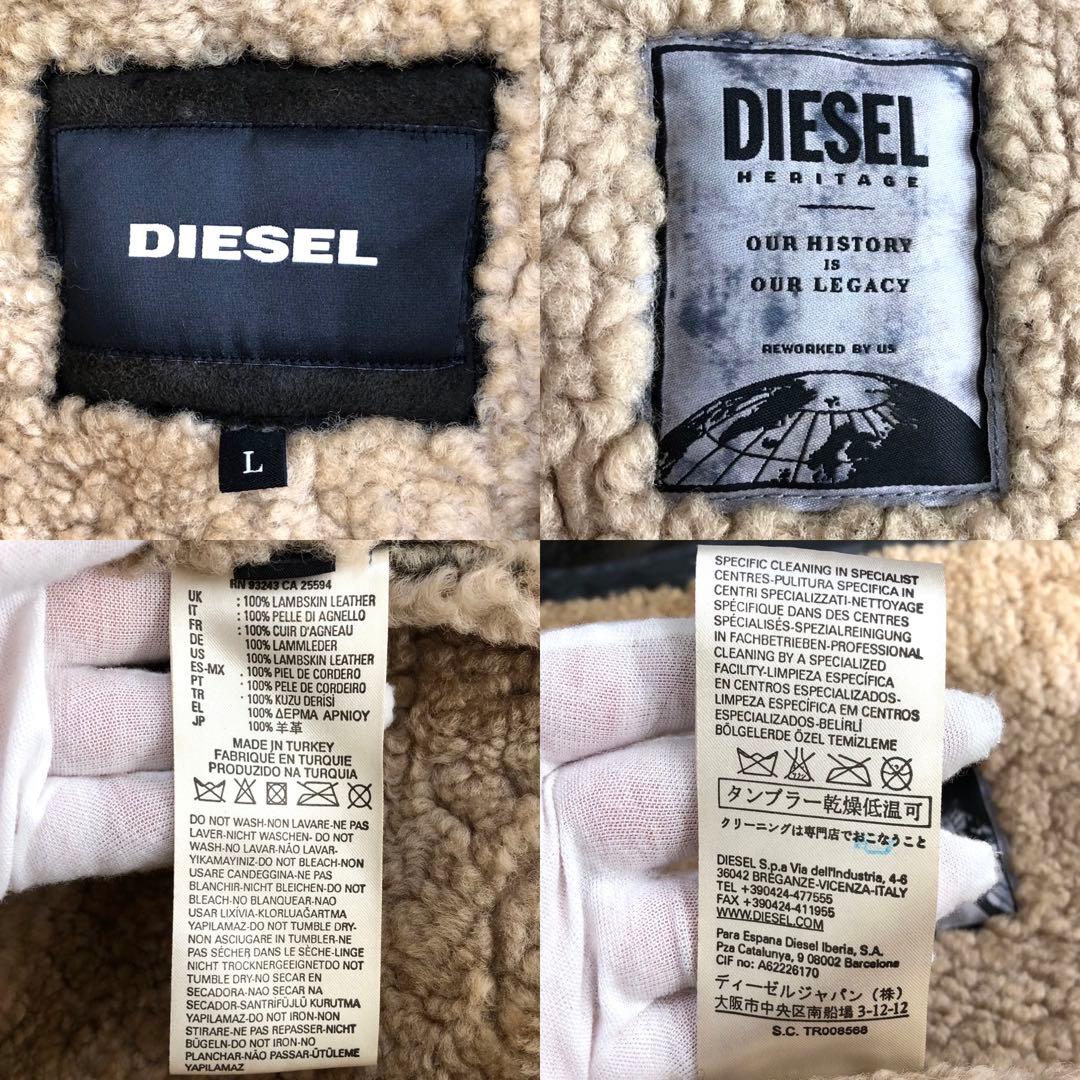 DIESEL
L
DIESEL
HERITAGE
OUR HISTORY
IS
OUR LEGACY
REWORKED BY US
RN 93243 CA 25594
UK : 100% LAMBSKIN LEATHER
IT : 100% PELLE DI AGNELLO
FR : 100% CUIR D'AGNEAU
DE : 100% LAMMLEDER
US : 100% LAMBSKIN LEATHER
ES-MX : 100% PIEL DE CORDERO
PT : 100% PELE DE CORDEIRO
TR : 100% KUZU DERİSİ
EL 100% ΔΕΡΜΑ ΑΡΝΙΟΥ
JP 100% 羊革
MADE IN TURKEY
FABRIQUÉ EN TURQUIE
PRODUZIDO NA TURQUIA
DO NOT WASH-NON LAVARE-NE PAS
LAVER-NICHT WASCHEN- DO NOT
WASH-NO LAVAR-NÃO LAVAR-
YIKAMAYINIZ-DO NOT BLEACH-NON
USARE CANDEGGINA-NE PAS
BLANCHIR-NICHT BLEICHEN-DO NOT
BLEACH-NO BLANQUEAR-NAO
USAR LIXÍVIA-KLORLUAĞARTMA
YAPILAMAZ-DO NOT TUMBLE DRY-
NON ASCIUGARE IN TUMBLER-NE
PAS SÉCHER DANS LE SÈCHE-LINGE
NICHT TROCKNERGEEIGNETDO NOT
TUMBLE DRY-NO SECAR EN
SECADORA-NAO SECAR NA
SECADOR-SANTRİFÜJLÜ KURUTMA
YAPILAMAZ-DO NOT IRON-NON
STIRARE-NE PAS REPASSER-NICHT
BÜGELN-DO NOT IRON-NO
PLANCHAR-NÃO PASSAR-ÜTÜLEME
YAPILAMAZ
SPECIFIC CLEANING IN SPECIALIST
CENTRES-PULITURA SPECIFICA IN
CENTRI SPECIALIZZATI-NETTOYAGE
SPÉCIFIQUE DANS DES CENTRES
SPÉCIALISÉS-SPEZIALREINIGUNG
IN FACHBETRIEBEN-PROFESSIONAL
CLEANING BY A SPECIALIZED
FACILITY-LIMPIEZA ESPECÍFICA
EN CENTROS ESPECIALIZADOS-
LIMPEZA ESPECÍFICA EM CENTROS
ESPECIALIZADOS-BELİRLİ
BÖLGELERDE ÖZEL TEMİZLEME
タンブラー乾燥低温可
クリーニングは専門店でおこなうこと
DIESEL S.p.a Via dell'Industria, 4-6
36042 BREGANZE-VICENZA-ITALY
TEL +390424-477555
FAX +390424-411955
WWW.DIESEL.COM
Para Espana Diesel Iberia, S.A.
Pza Catalunya, 9 08002 Barcelona
CIF no: A62226170
ディーゼルジャパン (株)
大阪市中央区南船場 3-12-12
S.C. TR008568